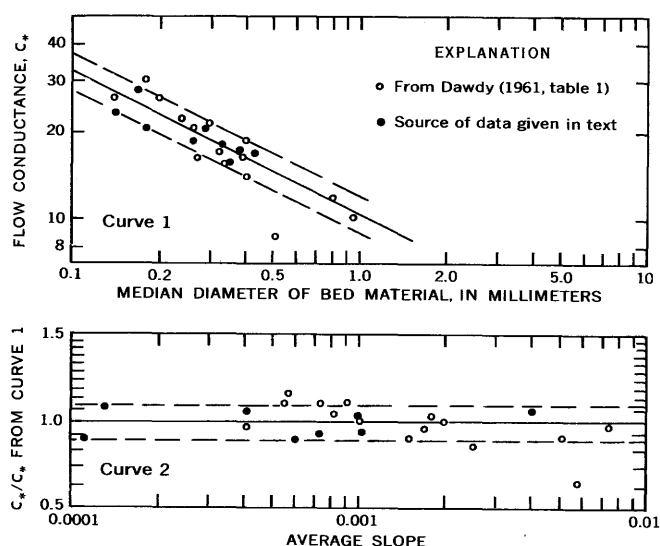 FLOW CONDUCTANCE, C*
40
30
20
10
8
EXPLANATION
From Dawdy (1961, table 1)
Source of data given in text
Curve 1
0.1 0.2 0.5 1.0 2.0 5.0 10
MEDIAN DIAMETER OF BED MATERIAL, IN MILLIMETERS
C*/C* FROM CURVE 1
1.5
1.0
0.5
Curve 2
0.0001 0.001 0.01
AVERAGE SLOPE